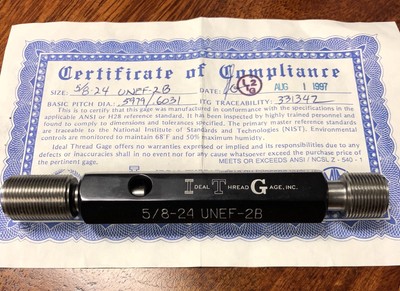 Certificate of Compliance
SIZE: 5/8-24 UNEF-2B DATE: AUG 1 1997
BASIC PITCH DIA: .5979/.6031 ITG TRACEABILITY: 331347
This is to certify that this gage was manufactured in conformance with the specifications in the
applicable ANSI or H28 reference standard. It has been inspected by highly trained personnel and
found to comply to dimensions and tolerances specified. The primary master reference standards
are traceable to the National Institute of Standards and Technologies (NIST). Environmental
controls are monitored to maintain 68°F and 50% maximum humidity.
Ideal Thread Gage offers no warranty expressed or implied and its responsibilities due to any
defects or inaccuracies shall in no event nor for any cause whatsoever exceed the purchase price of
the pertinent gage.
MEETS OR EXCEEDS ANSI / NCSL Z - 540 - 1
IDEAL THREAD GAGE, INC.
5/8-24 UNEF-2B